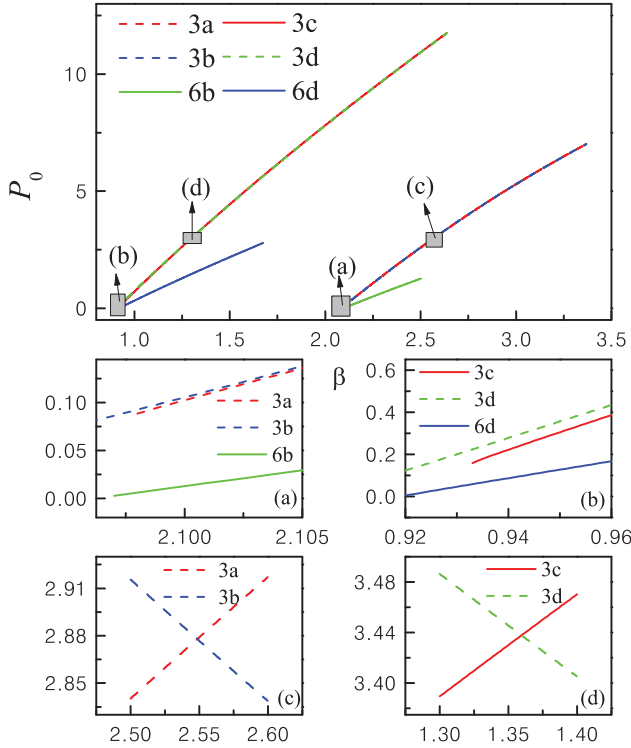 3a 3c
3b 3d
6b 6d
12
P0
(d)
(c)
5
(b)
(a)
0
1.0 1.5 2.0 2.5 3.0 3.5
β
0.10
0.05
0.00
3a
3b
6b
(a)
2.100 2.105
0.6
0.4
0.2
0.0
3c
3d
6d
(b)
0.92 0.94 0.96
2.91
2.88
2.85
3a
3b
(c)
2.50 2.55 2.60
3.48
3.44
3.40
3c
3d
(d)
1.30 1.35 1.40